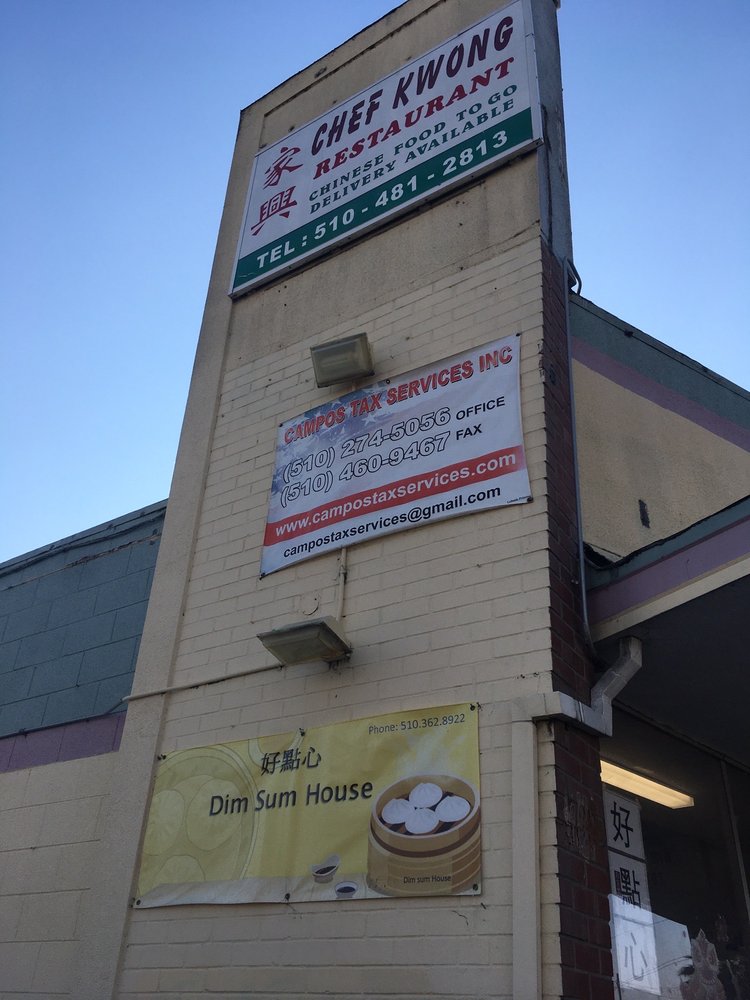 CHEF KWONG
RESTAURANT
家興
CHINESE FOOD TO GO
DELIVERY AVAILABLE
TEL : 510 - 481 - 2813
CAMPOS TAX SERVICES INC
(510) 274-5056 OFFICE
(510) 460-9467 FAX
www.campostaxservices.com
campostaxservices@gmail.com
Phone: 510.362.8922
好點心
Dim Sum House
Dim sum House
好點心